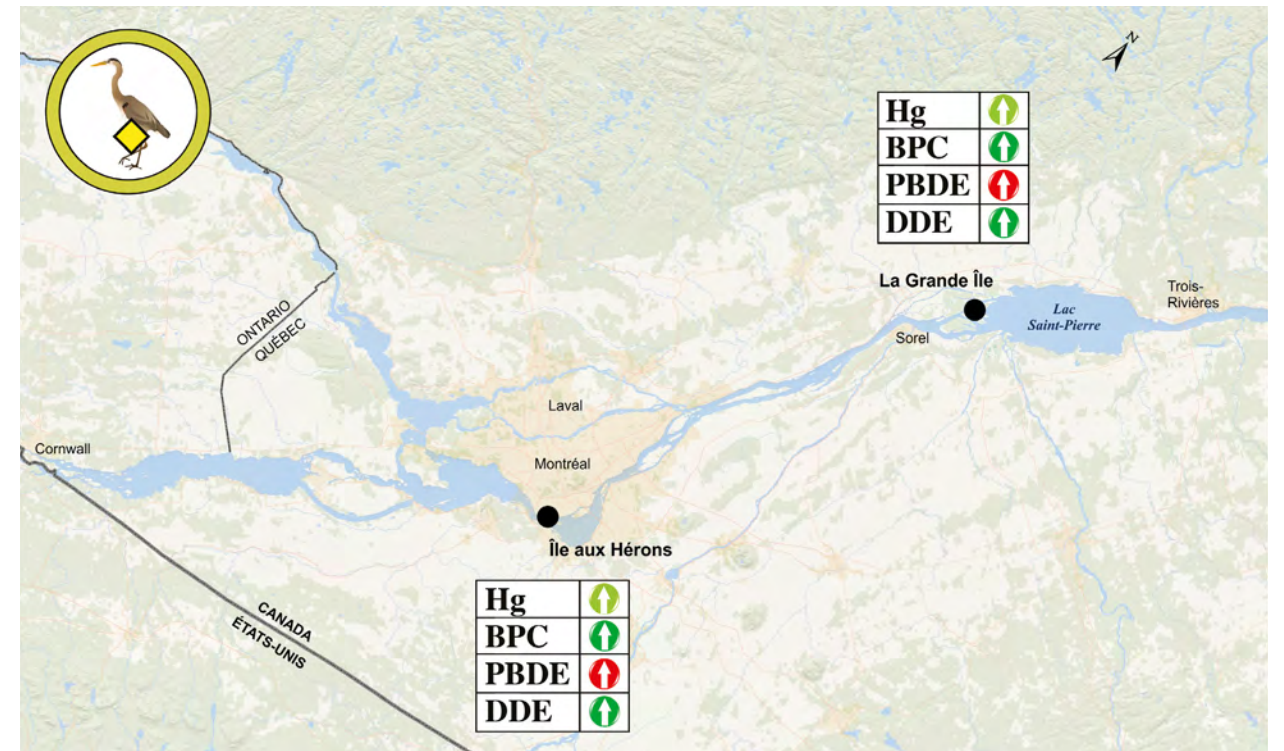 N
Hg
BPC
PBDE
DDE
La Grande Île
Trois-
Rivières
Lac
Saint-Pierre
Sorel
ONTARIO
QUÉBEC
Laval
Cornwall
Montréal
Île aux Hérons
Hg
BPC
PBDE
DDE
CANADA
ÉTATS-UNIS